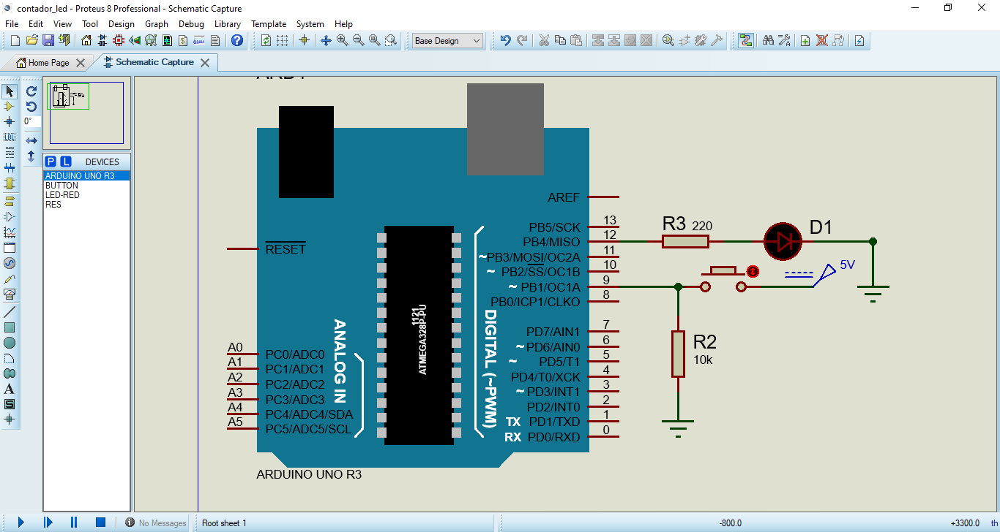 contador_led - Proteus 8 Professional - Schematic Capture
File Edit View Tool Design Graph Debug Library Template System Help
Base Design
Home Page
Schematic Capture
0°
LBL
P L DEVICES
ARDUINO UNO R3
BUTTON
LED-RED
RES
RESET
A0 PC0/ADC0
A1 PC1/ADC1
A2 PC2/ADC2
A3 PC3/ADC3
A4 PC4/ADC4/SDA
A5 PC5/ADC5/SCL
ANALOG IN
1121
ATMEGA328P-PU
DIGITAL (~PWM)
AREF
PB5/SCK 13
PB4/MISO 12
~PB3/MOSI/OC2A 11
~ PB2/SS/OC1B 10
~ PB1/OC1A 9
PB0/ICP1/CLKO 8
PD7/AIN1 7
~PD6/AIN0 6
~ PD5/T1 5
PD4/T0/XCK 4
~PD3/INT1 3
PD2/INT0 2
TX PD1/TXD 1
RX PD0/RXD 0
ARDUINO UNO R3
R3 220
D1
5V
R2
10k
No Messages
Root sheet 1
-800.0
+3300.0 th